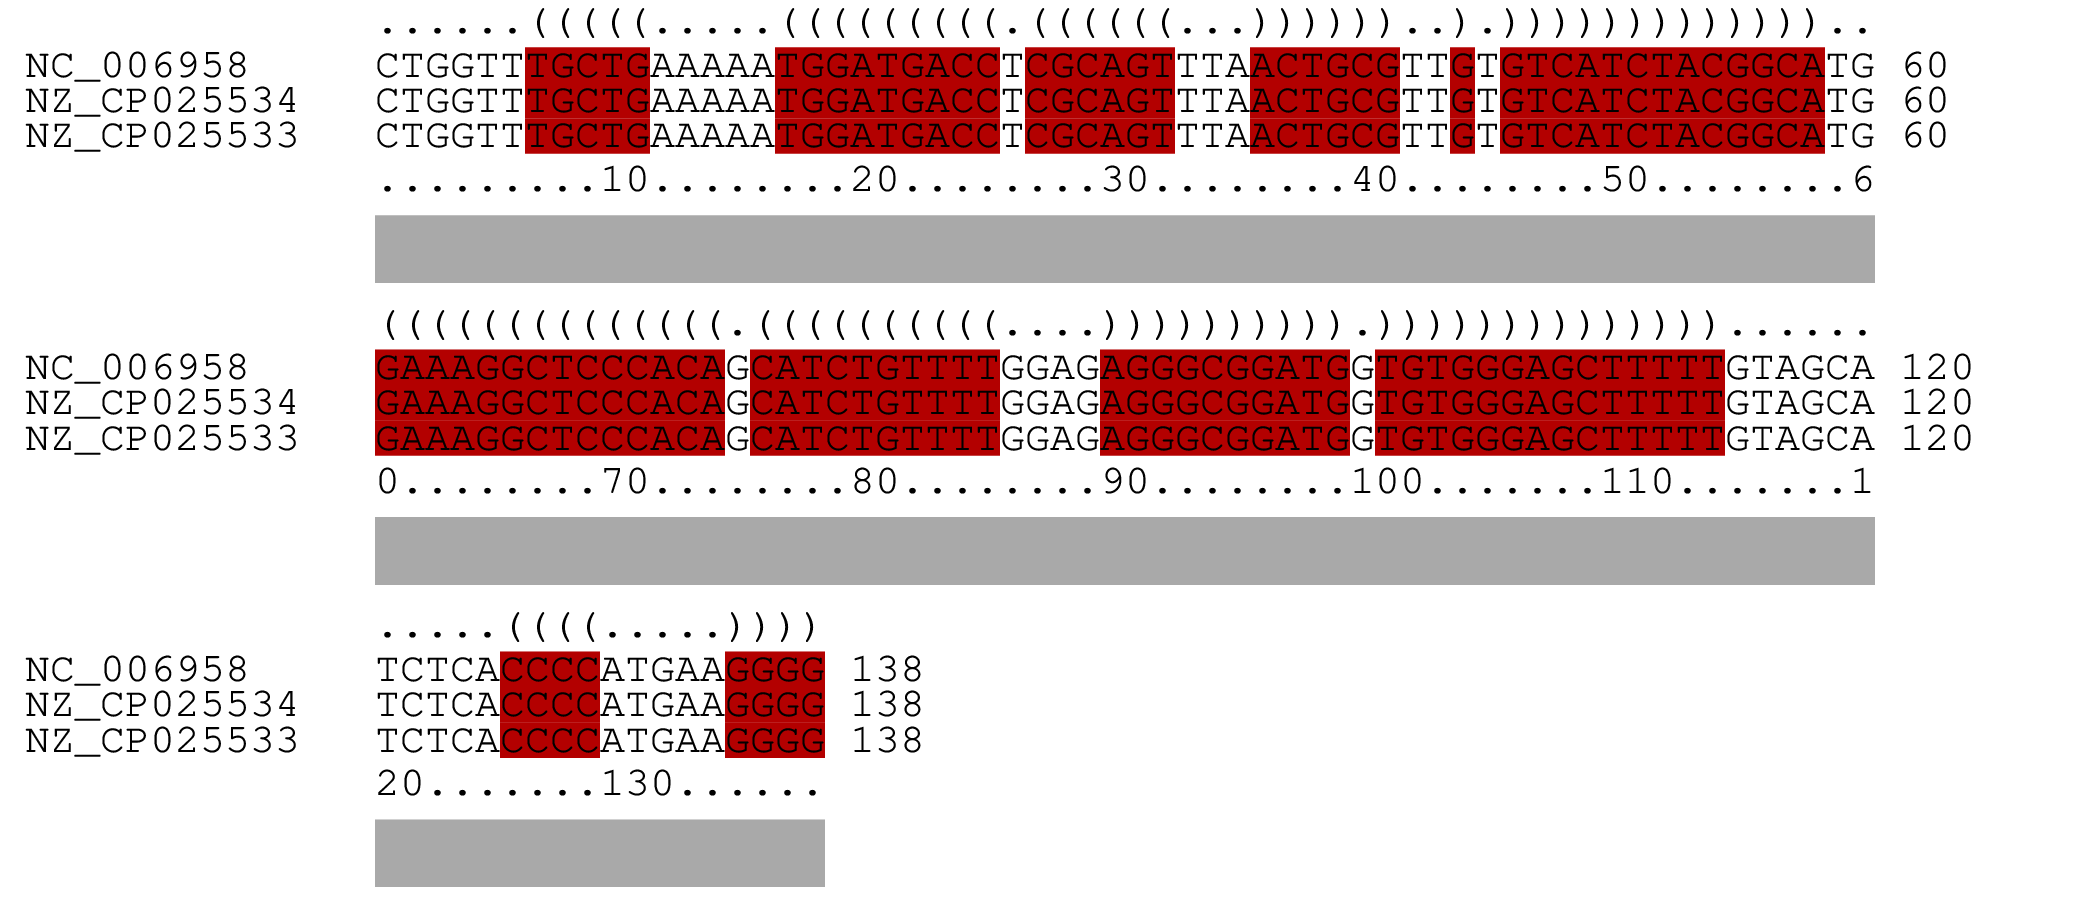 ......(((((.....(((((((((.((((((...))))))..).)))))))))))))..
NC_006958 CTGGTTTGCTGAAAAATGGATGACCTCGCAGTTTAACTGCGTTGTGTCATCTACGGCATG 60
NZ_CP025534 CTGGTTTGCTGAAAAATGGATGACCTCGCAGTTTAACTGCGTTGTGTCATCTACGGCATG 60
NZ_CP025533 CTGGTTTGCTGAAAAATGGATGACCTCGCAGTTTAACTGCGTTGTGTCATCTACGGCATG 60
.........10........20........30........40........50........6
((((((((((((((.((((((((((....)))))))))).))))))))))))))......
NC_006958 GAAAGGCTCCCACAGCATCTGTTTTGGAGAGGGCGGATGGTGTGGGAGCTTTTTGTAGCA 120
NZ_CP025534 GAAAGGCTCCCACAGCATCTGTTTTGGAGAGGGCGGATGGTGTGGGAGCTTTTTGTAGCA 120
NZ_CP025533 GAAAGGCTCCCACAGCATCTGTTTTGGAGAGGGCGGATGGTGTGGGAGCTTTTTGTAGCA 120
0........70........80........90........100.......110.......1
.....((((.....))))
NC_006958 TCTCACCCCATGAAGGGG 138
NZ_CP025534 TCTCACCCCATGAAGGGG 138
NZ_CP025533 TCTCACCCCATGAAGGGG 138
20.......130......